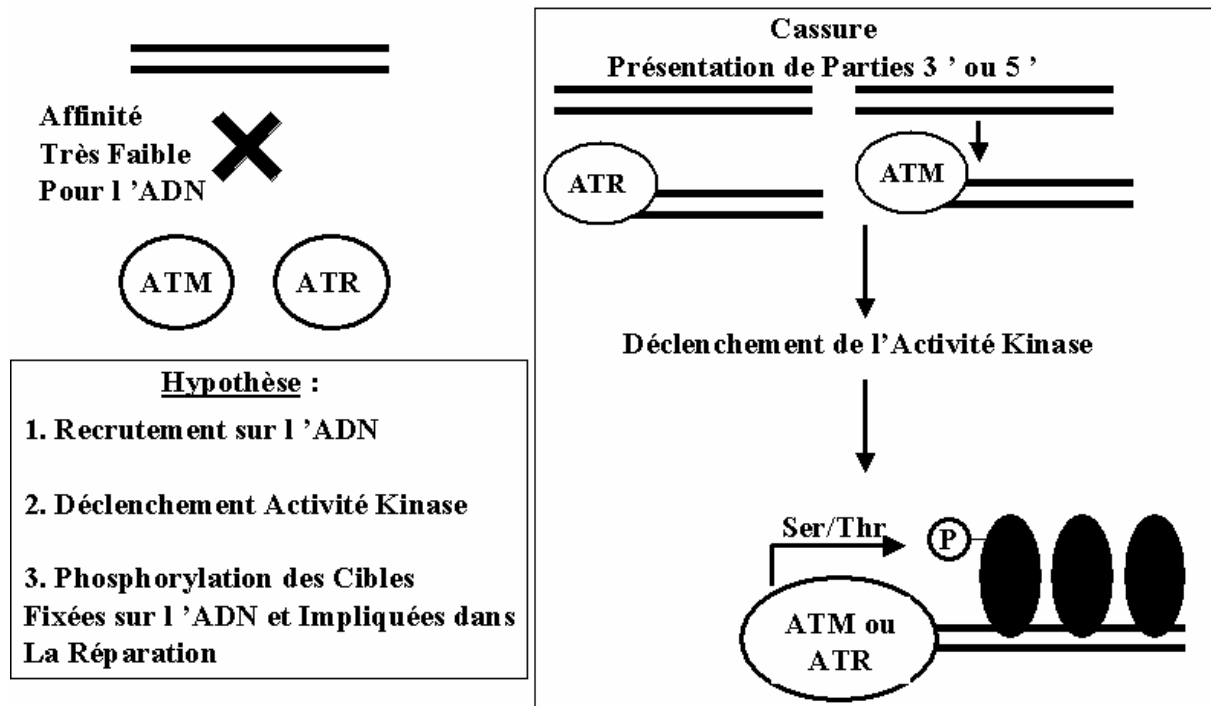 Affinité
Très Faible
Pour l ’ADN
ATM
ATR
Hypothèse :
1. Recrutement sur l ’ADN
2. Déclenchement Activité Kinase
3. Phosphorylation des Cibles
Fixées sur l ’ADN et Impliquées dans
La Réparation
Cassure
Présentation de Parties 3 ’ ou 5 ’
ATR
ATM
Déclenchement de l’Activité Kinase
Ser/Thr
P
ATM ou
ATR